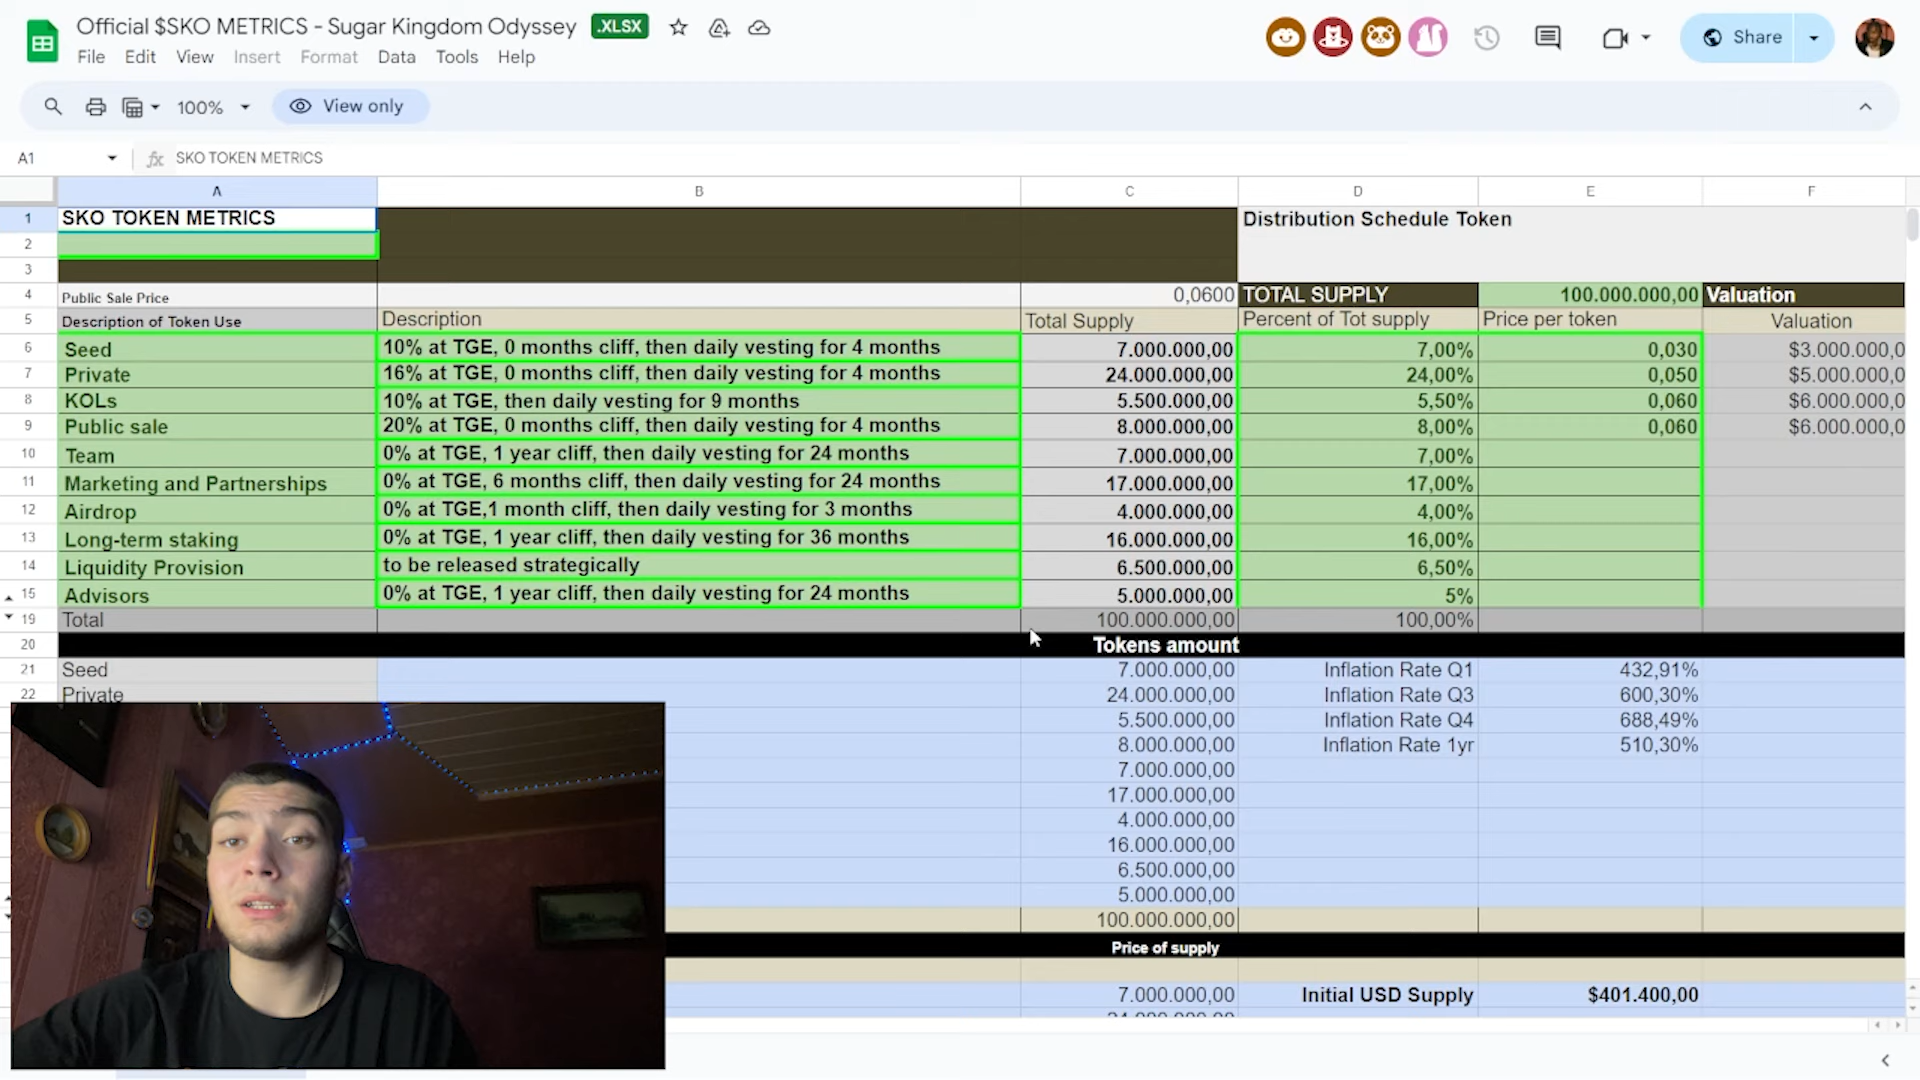 Official $SKO METRICS - Sugar Kingdom Odyssey .XLSX
File Edit View Insert Format Data Tools Help
Share
100% View only
A1 fx SKO TOKEN METRICS
A B C D E F
1 SKO TOKEN METRICS Distribution Schedule Token
2
3
4 Public Sale Price 0,0600 TOTAL SUPPLY 100.000.000,00 Valuation
5 Description of Token Use Description Total Supply Percent of Tot supply Price per token Valuation
6 Seed 10% at TGE, 0 months cliff, then daily vesting for 4 months 7.000.000,00 7,00% 0,030 $3.000.000,0
7 Private 16% at TGE, 0 months cliff, then daily vesting for 4 months 24.000.000,00 24,00% 0,050 $5.000.000,0
8 KOLs 10% at TGE, then daily vesting for 9 months 5.500.000,00 5,50% 0,060 $6.000.000,0
9 Public sale 20% at TGE, 0 months cliff, then daily vesting for 4 months 8.000.000,00 8,00% 0,060 $6.000.000,0
10 Team 0% at TGE, 1 year cliff, then daily vesting for 24 months 7.000.000,00 7,00%
11 Marketing and Partnerships 0% at TGE, 6 months cliff, then daily vesting for 24 months 17.000.000,00 17,00%
12 Airdrop 0% at TGE,1 month cliff, then daily vesting for 3 months 4.000.000,00 4,00%
13 Long-term staking 0% at TGE, 1 year cliff, then daily vesting for 36 months 16.000.000,00 16,00%
14 Liquidity Provision to be released strategically 6.500.000,00 6,50%
15 Advisors 0% at TGE, 1 year cliff, then daily vesting for 24 months 5.000.000,00 5%
19 Total 100.000.000,00 100,00%
20 Tokens amount
21 Seed 7.000.000,00 Inflation Rate Q1 432,91%
22 Private 24.000.000,00 Inflation Rate Q3 600,30%
5.500.000,00 Inflation Rate Q4 688,49%
8.000.000,00 Inflation Rate 1yr 510,30%
7.000.000,00
17.000.000,00
4.000.000,00
16.000.000,00
6.500.000,00
5.000.000,00
100.000.000,00
Price of supply
7.000.000,00 Initial USD Supply $401.400,00